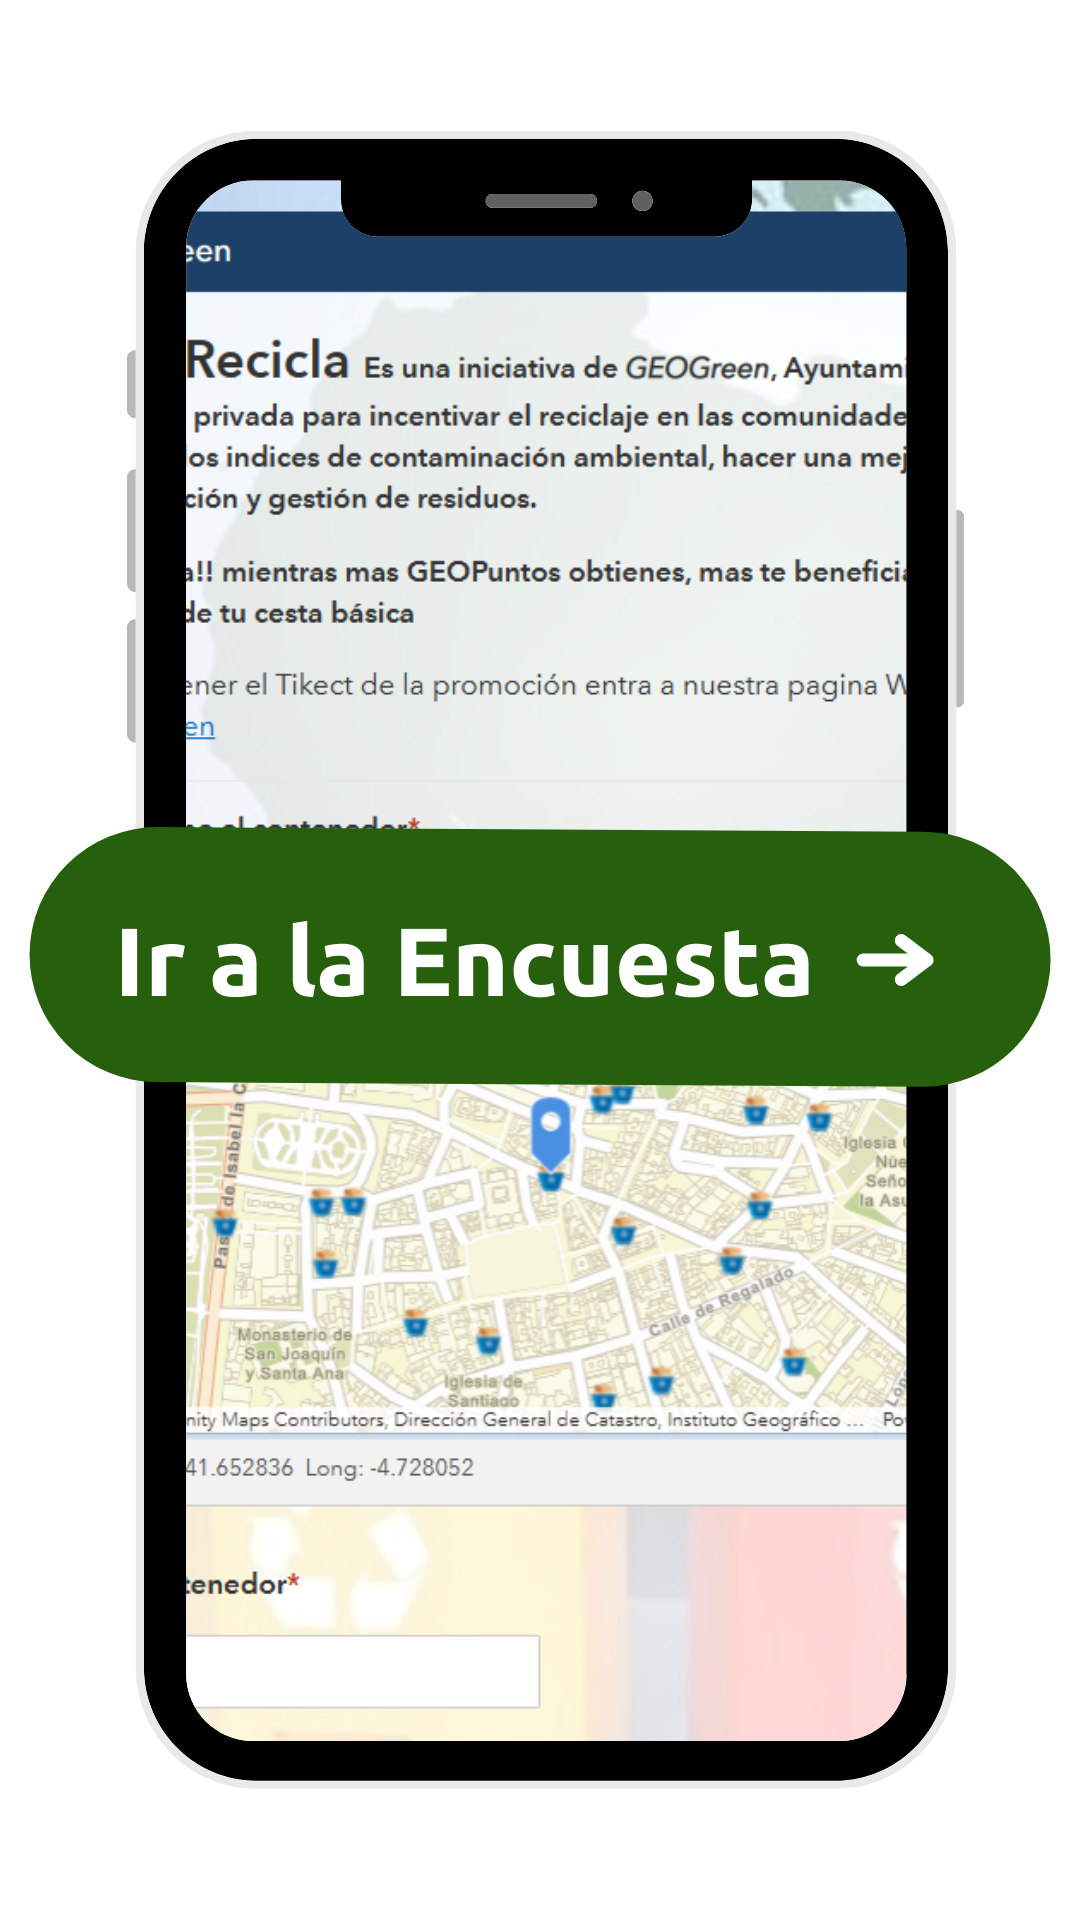 een
Recicla Es una iniciativa de GEOGreen, Ayuntami
privada para incentivar el reciclaje en las comunidade
los indices de contaminación ambiental, hacer una mej
ción y gestión de residuos.
a!! mientras mas GEOPuntos obtienes, mas te beneficia
de tu cesta básica
ener el Tikect de la promoción entra a nuestra pagina W
en
el contenedor*
Ir a la Encuesta →
Paseo de Isabel la C
Iglesia
Nue
Seño
la Asu
Calle de Regalado
Monasterio de
San Joaquín
y Santa Ana
Iglesia de
Santiago
Lóp
nity Maps Contributors, Dirección General de Catastro, Instituto Geográfico ... Po
41.652836 Long: -4.728052
tenedor*